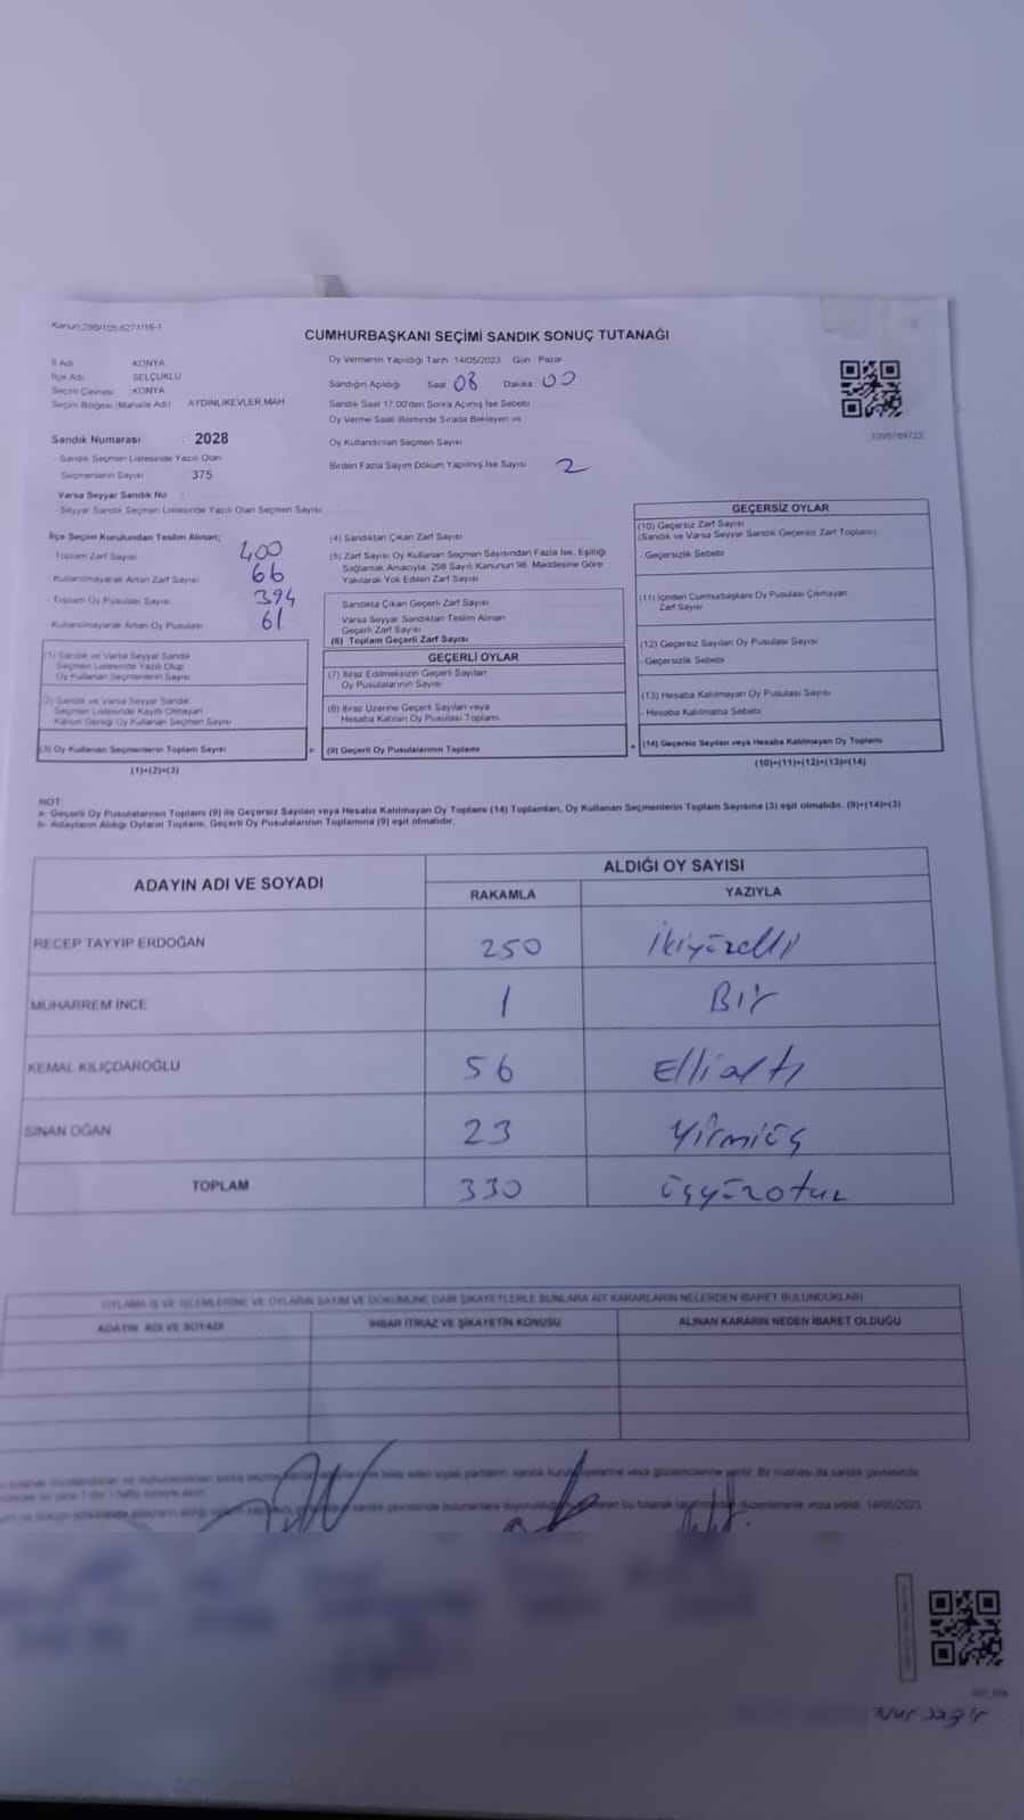 Kanun:298/105,6271/19-1
CUMHURBAŞKANI SEÇİMİ SANDIK SONUÇ TUTANAĞI
İl Adı KONYA
İlçe Adı SELÇUKLU
Seçim Çevresi KONYA
Seçim Bölgesi (Mahalle Adı) AYDINLIKEVLER MAH
Sandık Numarası : 2028
- Sandık Seçmen Listesinde Yazılı Olan
Seçmenlerin Sayısı 375
Varsa Seyyar Sandık No :
- Seyyar Sandık Seçmen Listesinde Yazılı Olan Seçmen Sayısı
Oy Vermenin Yapıldığı Tarih :14/05/2023 Gün : Pazar
Sandığın Açıldığı Saat 08 Dakika 00
Sandık Saat 17.00'den Sonra Açılmış İse Sebebi
Oy Verme Saati Bitiminde Sırada Bekleyen ve
Oy Kullandırılan Seçmen Sayısı
Birden Fazla Sayım Döküm Yapılmış İse Sayısı 2
İlçe Seçim Kurulundan Teslim Alınan;
- Toplam Zarf Sayısı 400
- Kullanılmayarak Artan Zarf Sayısı 66
- Toplam Oy Pusulası Sayısı 394
- Kullanılmayarak Artan Oy Pusulası 61
(1) Sandık ve Varsa Seyyar Sandık
Seçmen Listesinde Yazılı Olup
Oy Kullanan Seçmenlerin Sayısı
(2) Sandık ve Varsa Seyyar Sandık
Seçmen Listesinde Kayıtlı Olmayan
Kanun Gereği Oy Kullanan Seçmen Sayısı
(3) Oy Kullanan Seçmenlerin Toplam Sayısı
(1)+(2)=(3)
(4) Sandıktan Çıkan Zarf Sayısı
(5) Zarf Sayısı Oy Kullanan Seçmen Sayısından Fazla İse, Eşitliği
Sağlamak Amacıyla, 298 Sayılı Kanunun 98. Maddesine Göre
Yakılarak Yok Edilen Zarf Sayısı
Sandıkta Çıkan Geçerli Zarf Sayısı
Varsa Seyyar Sandıktan Teslim Alınan
Geçerli Zarf Sayısı
(6) Toplam Geçerli Zarf Sayısı
GEÇERLİ OYLAR
(7) İtiraz Edilmeksizin Geçerli Sayılan
Oy Pusulalarının Sayısı
(8) İtiraz Üzerine Geçerli Sayılan veya
Hesaba Katılan Oy Pusulası Toplamı
(9) Geçerli Oy Pusulalarının Toplamı
GEÇERSİZ OYLAR
(10) Geçersiz Zarf Sayısı
(Sandık ve Varsa Seyyar Sandık Geçersiz Zarf Toplamı)
- Geçersizlik Sebebi
(11) İçinden Cumhurbaşkanı Oy Pusulası Çıkmayan
Zarf Sayısı
(12) Geçersiz Sayılan Oy Pusulası Sayısı
- Geçersizlik Sebebi
(13) Hesaba Katılmayan Oy Pusulası Sayısı
- Hesaba Katılmama Sebebi
(14) Geçersiz Sayılan veya Hesaba Katılmayan Oy Toplamı
(10)+(11)+(12)+(13)=(14)
NOT
a- Geçerli Oy Pusulalarının Toplamı (9) ile Geçersiz Sayılan veya Hesaba Katılmayan Oy Toplamı (14) Toplamları, Oy Kullanan Seçmenlerin Toplam Sayısına (3) eşit olmalıdır. (9)+(14)=(3)
b- Adayların Aldığı Oyların Toplamı, Geçerli Oy Pusulalarının Toplamına (9) eşit olmalıdır.
ADAYIN ADI VE SOYADI
ALDIĞI OY SAYISI
RAKAMLA YAZIYLA
RECEP TAYYİP ERDOĞAN 250 İkiyüzelli
MUHARREM İNCE 1 Bir
KEMAL KILIÇDAROĞLU 56 Ellialtı
SİNAN OĞAN 23 Yirmiüç
TOPLAM 330 üçyüzotuz
OYLAMA İŞ VE İŞLEMLERİNE VE OYLARIN SAYIM VE DÖKÜMÜNE DAİR ŞİKAYETLERLE BUNLARA AİT KARARLARIN NELERDEN İBARET BULUNDUKLARI
ADAYIN ADI VE SOYADI İHBAR İTİRAZ VE ŞİKAYETİN KONUSU ALINAN KARARIN NEDEN İBARET OLDUĞU